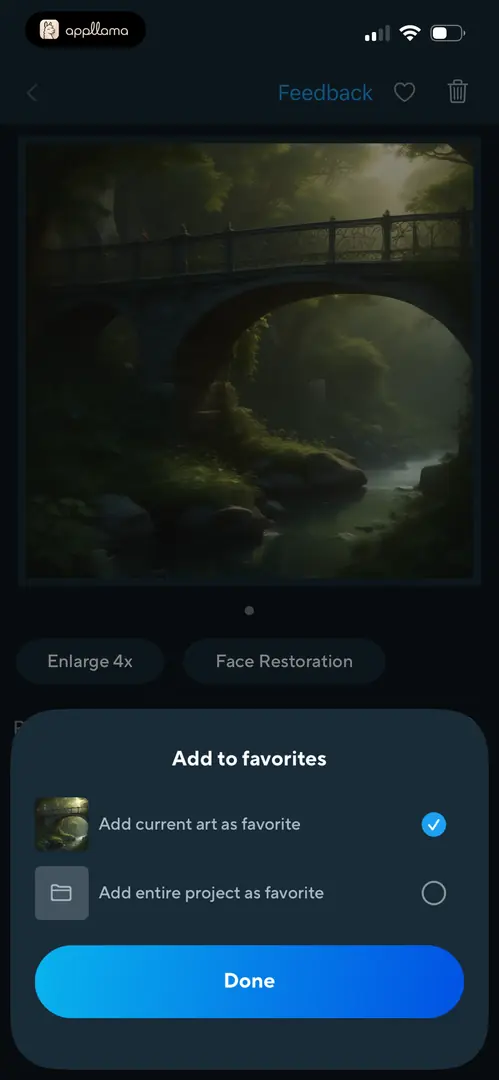 appllama
Feedback
Enlarge 4x
Face Restoration
Add to favorites
Add current art as favorite
Add entire project as favorite
Done